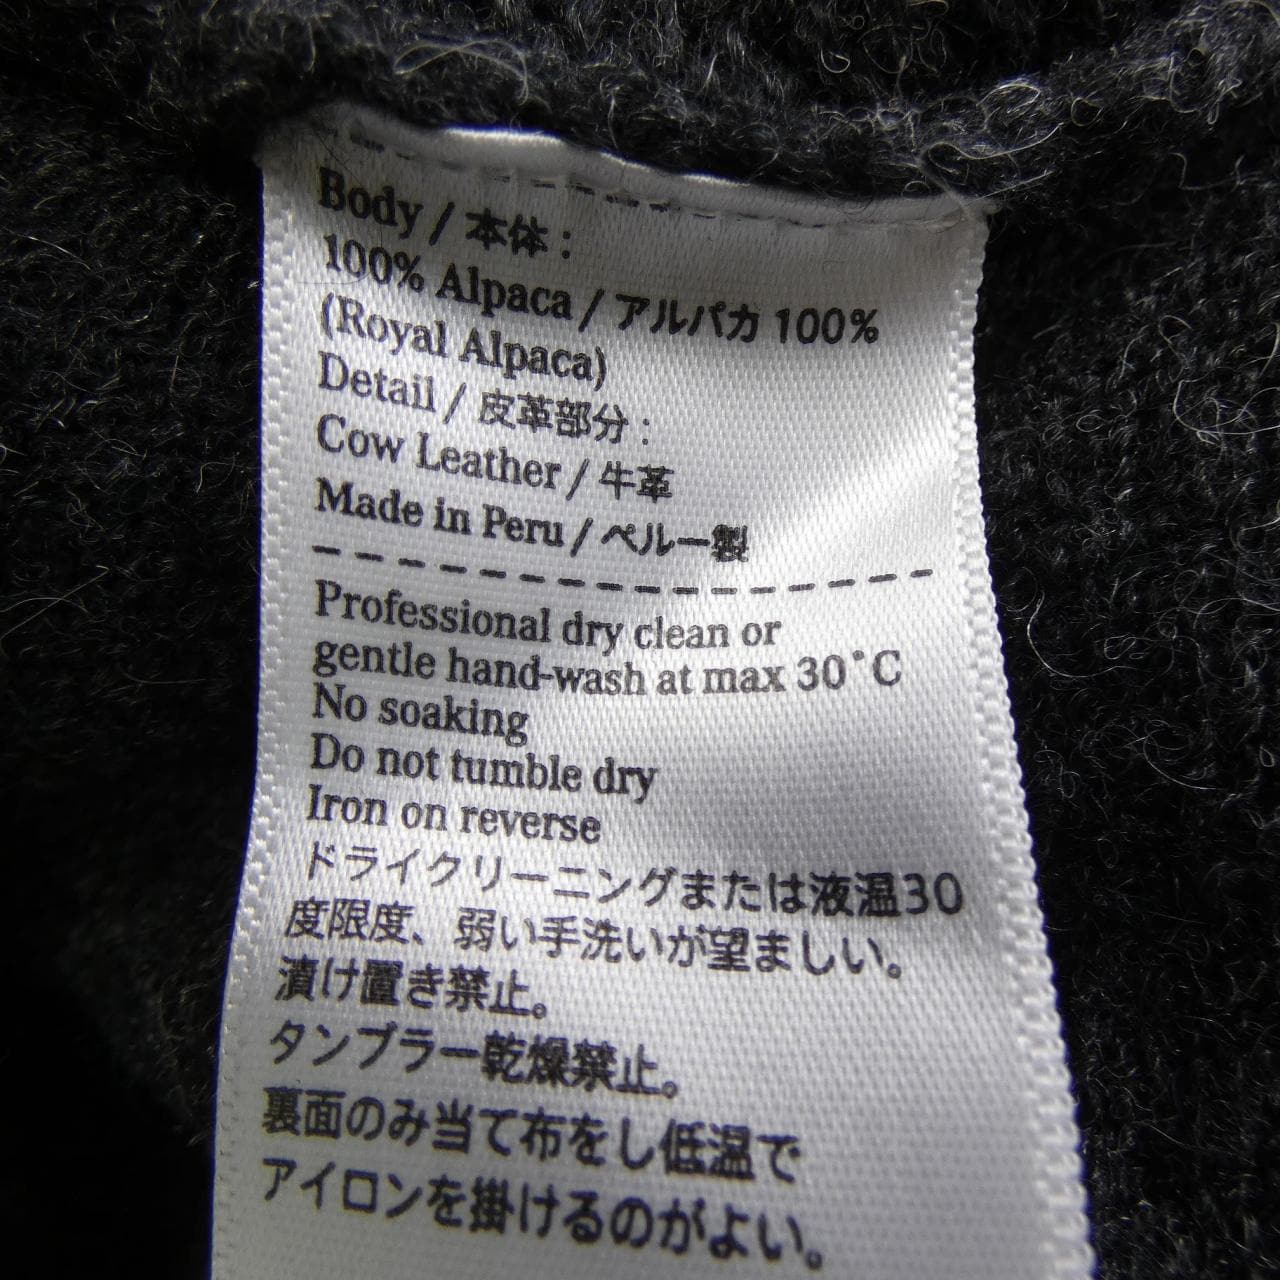 Body / 本体 :
100% Alpaca / アルパカ 100%
(Royal Alpaca)
Detail / 皮革部分 :
Cow Leather / 牛革
Made in Peru / ペルー製
Professional dry clean or
gentle hand-wash at max 30°C
No soaking
Do not tumble dry
Iron on reverse
ドライクリーニングまたは液温30
度限度、弱い手洗いが望ましい。
漬け置き禁止。
タンブラー乾燥禁止。
裏面のみ当て布をし低温で
アイロンを掛けるのがよい。